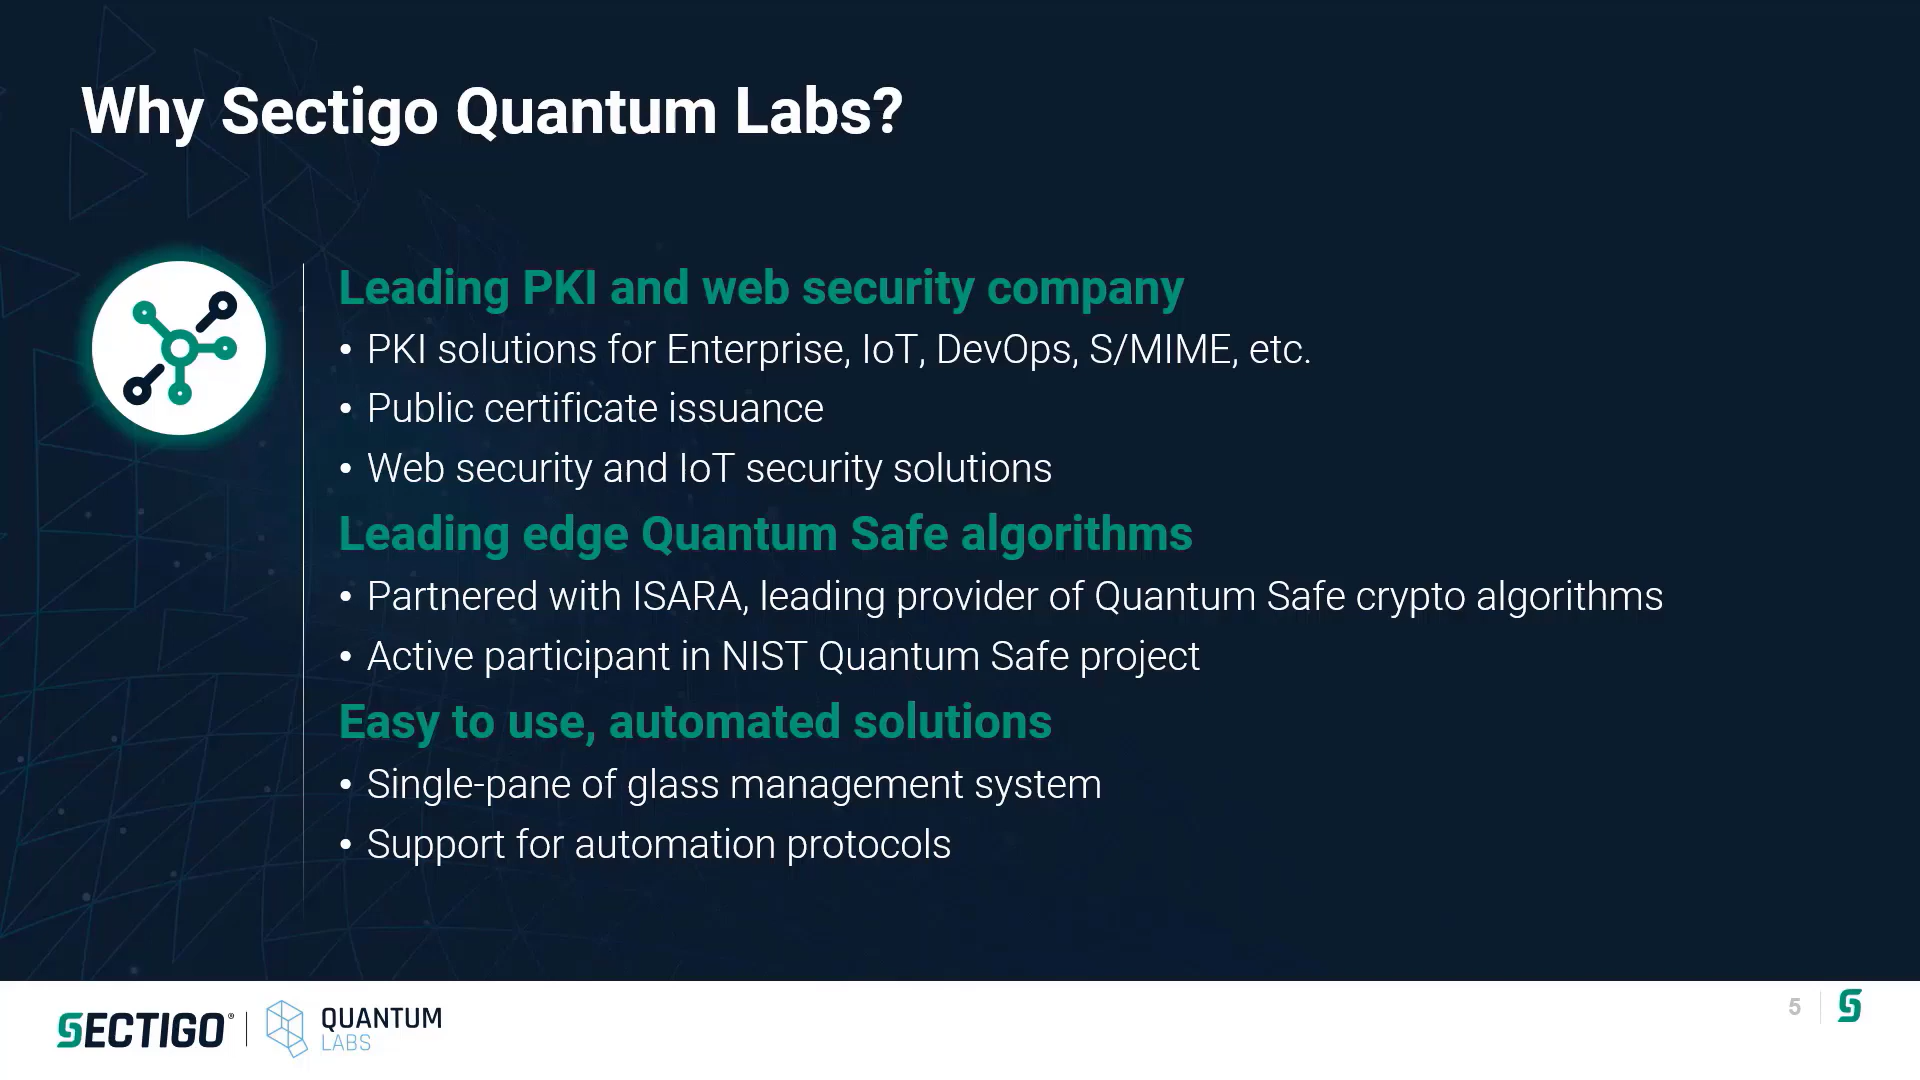 Why Sectigo Quantum Labs?
Leading PKI and web security company
• PKI solutions for Enterprise, IoT, DevOps, S/MIME, etc.
• Public certificate issuance
• Web security and IoT security solutions
Leading edge Quantum Safe algorithms
• Partnered with ISARA, leading provider of Quantum Safe crypto algorithms
• Active participant in NIST Quantum Safe project
Easy to use, automated solutions
• Single-pane of glass management system
• Support for automation protocols
SECTIGO®
QUANTUM
LABS
5
S